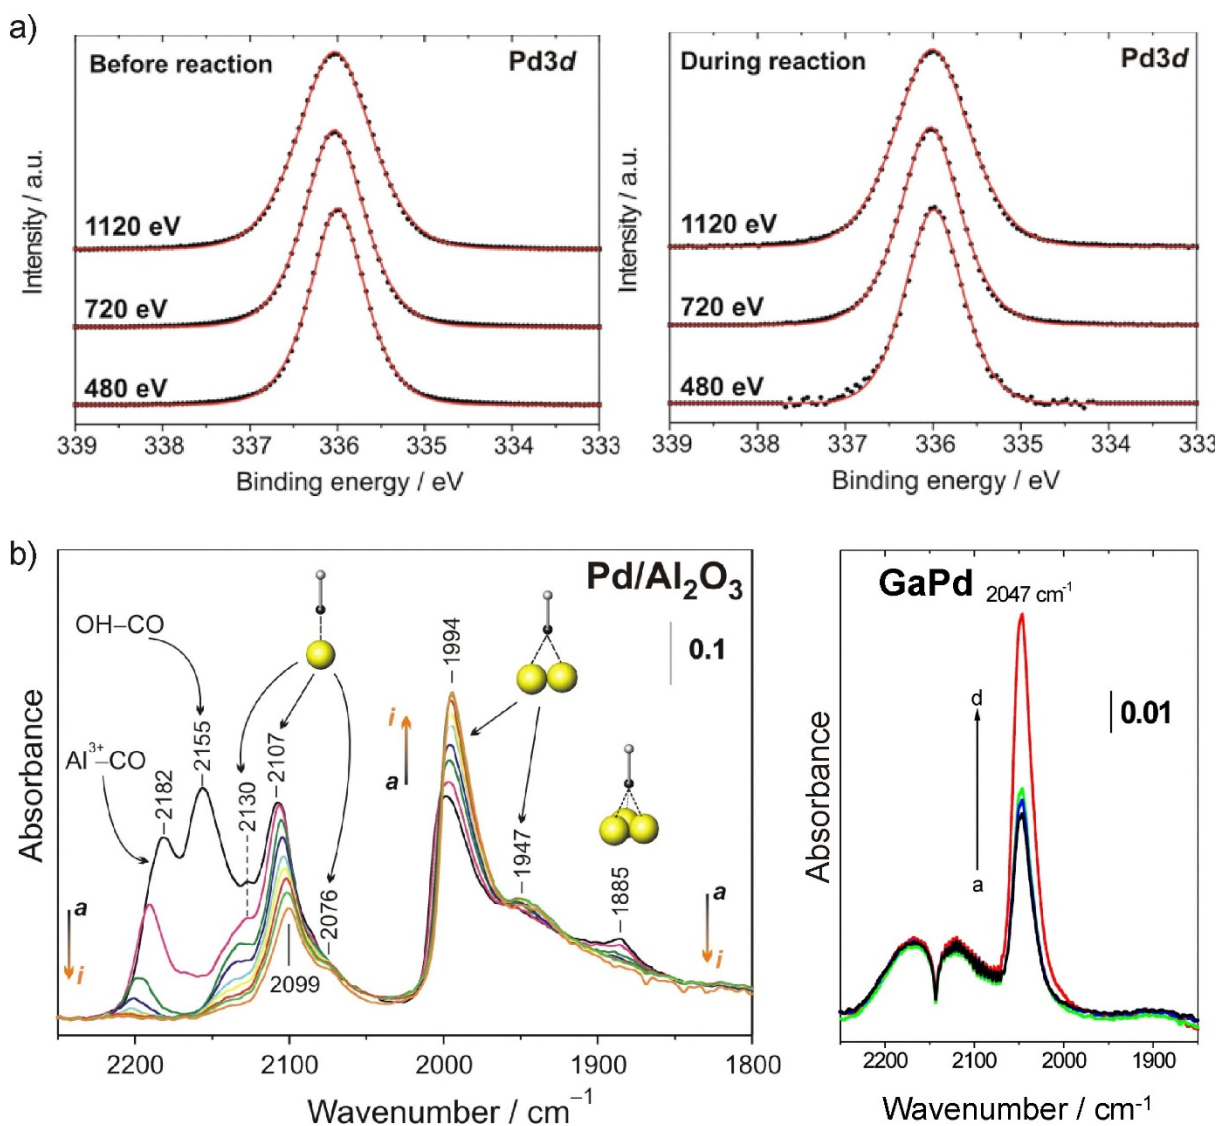 a)
Before reaction
Pd3d
1120 eV
720 eV
480 eV
Intensity / a.u.
339 338 337 336 335 334 333
Binding energy / eV
During reaction
Pd3d
1120 eV
720 eV
480 eV
Intensity / a.u.
339 338 337 336 335 334 333
Binding energy / eV
b)
Pd/Al2O3
OH–CO
Al3+–CO
2182
2155
2130
2107
2076
2099
1994
1947
1885
0.1
a
i
i
a
a
i
Absorbance
2200 2100 2000 1900 1800
Wavenumber / cm−1
GaPd
2047 cm-1
d
a
0.01
Absorbance
2200 2100 2000 1900
Wavenumber / cm-1